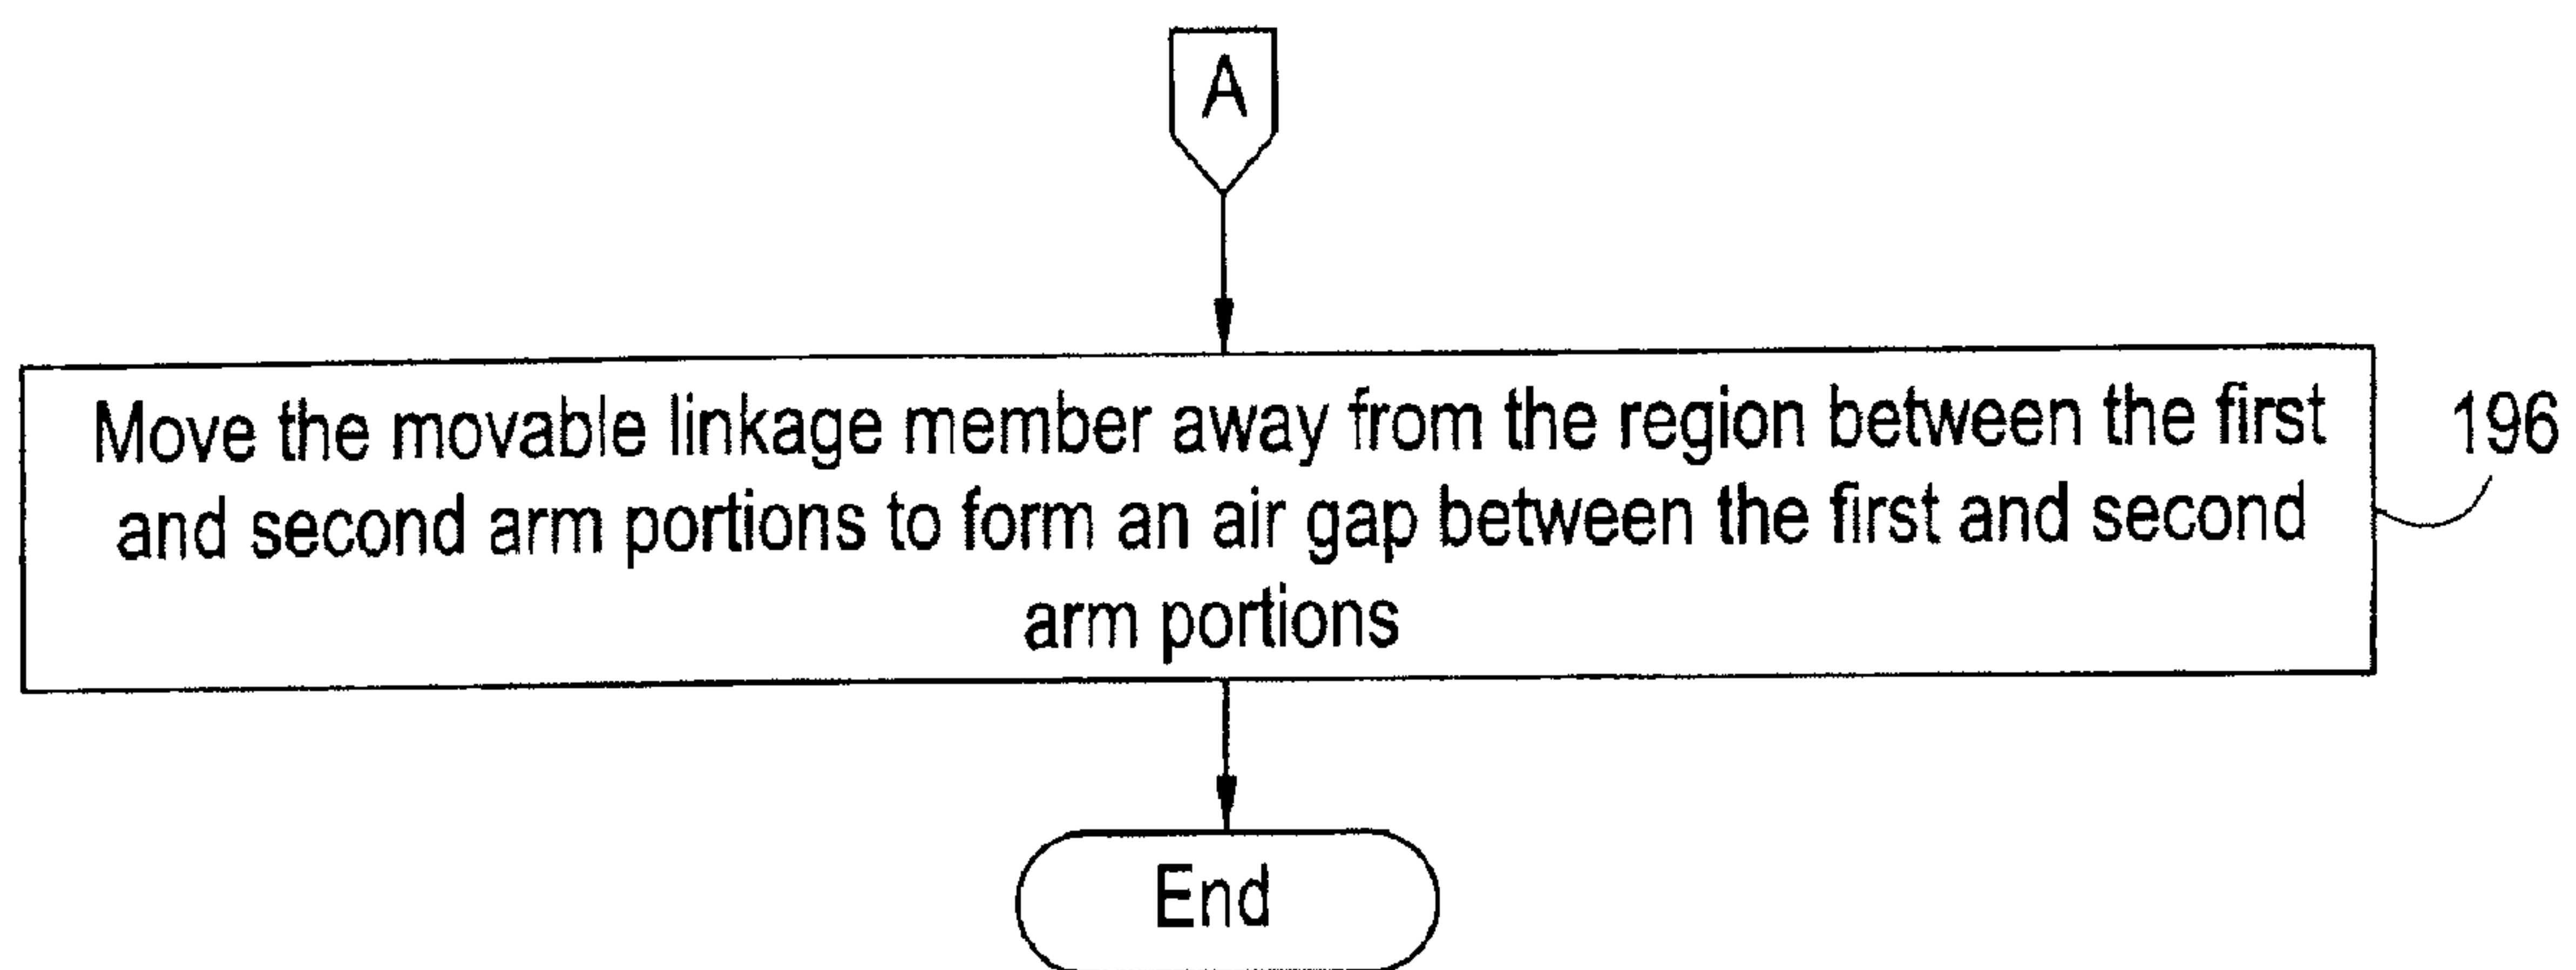 A
Move the movable linkage member away from the region between the first
and second arm portions to form an air gap between the first and second
arm portions
196
End